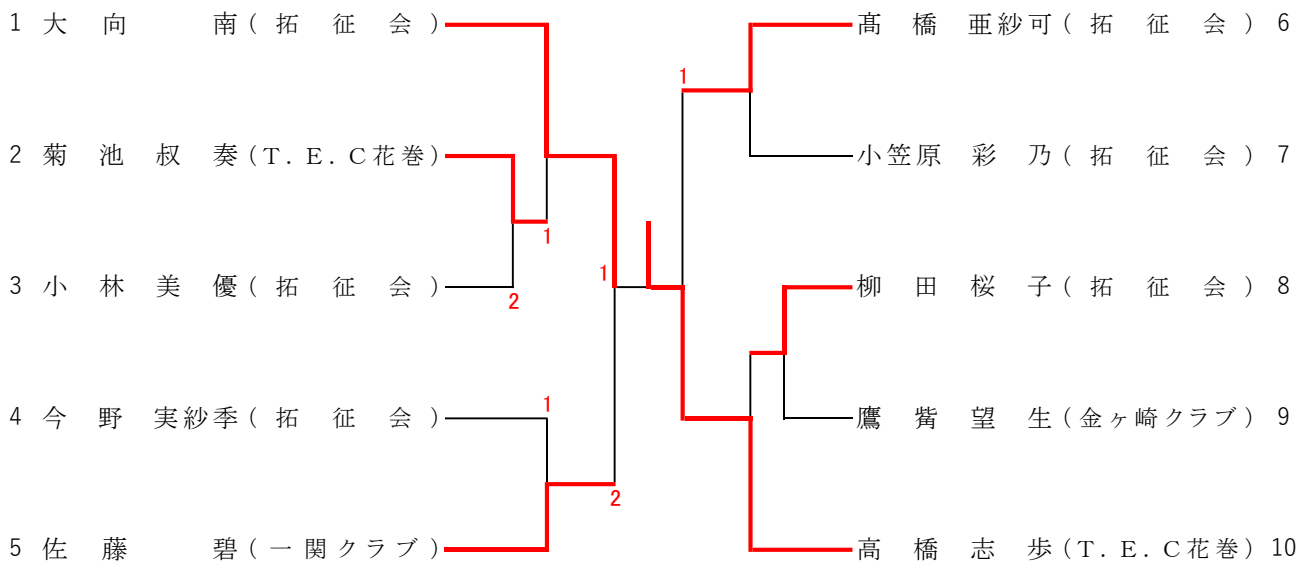 1 大向 南(拓征会)
2 菊池叔奏(T.E.C花巻)
1
3 小林美優(拓征会)
2
1
4 今野実紗季(拓征会)
1
2
5 佐藤 碧(一関クラブ)
髙橋亜紗可(拓征会) 6
1
小笠原彩乃(拓征会) 7
柳田桜子(拓征会) 8
鷹觜望生(金ヶ崎クラブ) 9
高橋志歩(T.E.C花巻) 10